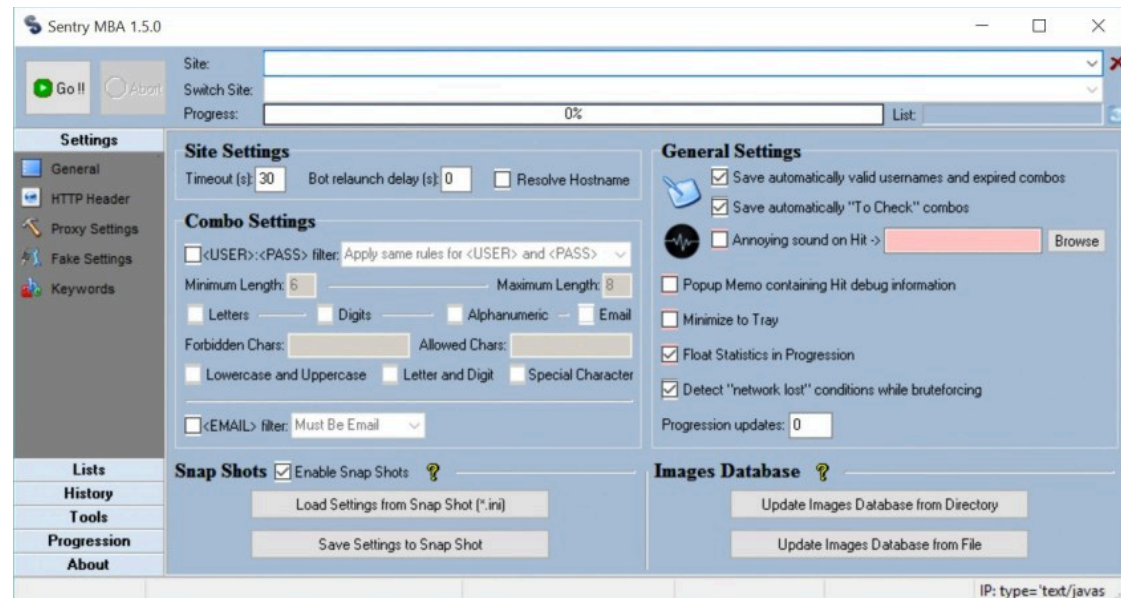 Sentry MBA 1.5.0
Go !! Abort
Site:
Switch Site:
Progress: 0% List:
Settings
General
HTTP Header
Proxy Settings
Fake Settings
Keywords
Lists
History
Tools
Progression
About
Site Settings
Timeout (s): 30 Bot relaunch delay (s): 0 Resolve Hostname
Combo Settings
<USER>:<PASS> filter: Apply same rules for <USER> and <PASS>
Minimum Length: 6 Maximum Length: 8
Letters Digits Alphanumeric Email
Forbidden Chars: Allowed Chars:
Lowercase and Uppercase Letter and Digit Special Character
<EMAIL> filter: Must Be Email
Snap Shots Enable Snap Shots ?
Load Settings from Snap Shot (*.ini)
Save Settings to Snap Shot
General Settings
Save automatically valid usernames and expired combos
Save automatically "To Check" combos
Annoying sound on Hit -> Browse
Popup Memo containing Hit debug information
Minimize to Tray
Float Statistics in Progression
Detect "network lost" conditions while bruteforcing
Progression updates: 0
Images Database ?
Update Images Database from Directory
Update Images Database from File
IP: type='text/javas